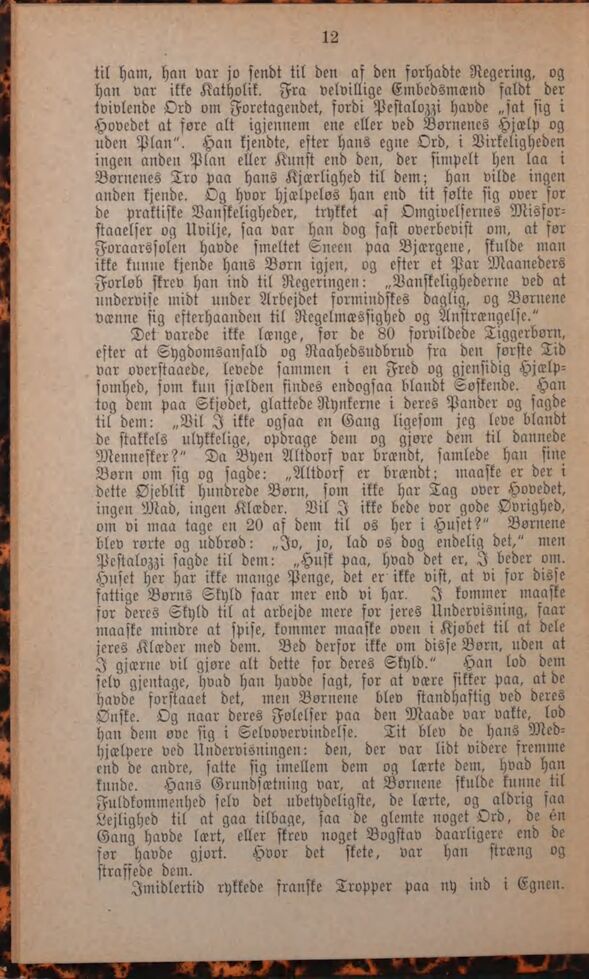 12
til ham, han var jo sendt til den af den forhadte Regering, og
han var ikke Katholik. Fra velvillige Embedsmænd faldt der
tvivlende Ord om Foretagendet, fordi Pestalozzi havde „sat sig i
Hovedet at føre alt igjennem ene eller ved Børnenes Hjælp og
uden Plan". Han kjendte, efter hans egne Ord, i Virkeligheden
ingen anden Plan eller Kunst end den, der simpelt hen laa i
Børnenes Tro paa hans Kjærlighed til dem; han vilde ingen
anden kjende. Og hvor hjælpeløs han end tit følte sig over for
de praktiske Vanskeligheder, trykket af Omgivelsernes Misfor-
staaelser og Uvilje, saa var han dog fast overbevist om, at før
Foraarssolen havde smeltet Sneen paa Bjærgene, skulde man
ikke kunne kjende hans Børn igjen, og efter et Par Maaneders
Forløb skrev han ind til Regeringen: „Vanskelighederne ved at
undervise midt under Arbejdet formindskes daglig, og Børnene
vænne sig efterhaanden til Regelmæssighed og Anstrængelse."
Det varede ikke længe, før de 80 forvildede Tiggerbørn,
efter at Sygdomsanfald og Raahedsudbrud fra den første Tid
var overstaaede, levede sammen i en Fred og gjensidig Hjælp-
somhed, som kun sjælden findes endogsaa blandt Søskende. Han
tog dem paa Skjødet, glattede Rynkerne i deres Pander og sagde
til dem: „Vil I ikke ogsaa en Gang ligesom jeg leve blandt
de stakkels ulykkelige, opdrage dem og gjøre dem til dannede
Mennesker?" Da Byen Altdorf var brændt, samlede han sine
Børn om sig og sagde: „Altdorf er brændt; maaske er der i
dette Øjeblik hundrede Børn, som ikke har Tag over Hovedet,
ingen Mad, ingen Klæder. Vil I ikke bede vor gode Øvrighed,
om vi maa tage en 20 af dem til os her i Huset?" Børnene
blev rørte og udbrød: „Jo, jo, lad os dog endelig det," men
Pestalozzi sagde til dem: „Husk paa, hvad det er, I beder om.
Huset her har ikke mange Penge, det er ikke vist, at vi for disse
fattige Børns Skyld faar mer end vi har. I kommer maaske
for deres Skyld til at arbejde mere for jeres Undervisning, faar
maaske mindre at spise, kommer maaske oven i Kjøbet til at dele
jeres Klæder med dem. Bed derfor ikke om disse Børn, uden at
I gjærne vil gjøre alt dette for deres Skyld." Han lod dem
selv gjentage, hvad han havde sagt, for at være sikker paa, at de
havde forstaaet det, men Børnene blev standhaftig ved deres
Ønske. Og naar deres Følelser paa den Maade var vakte, lod
han dem øve sig i Selvovervindelse. Tit blev de hans Med-
hjælpere ved Undervisningen: den, der var lidt videre fremme
end de andre, satte sig imellem dem og lærte dem, hvad han
kunde. Hans Grundsætning var, at Børnene skulde kunne til
Fuldkommenhed selv det ubetydeligste, de lærte, og aldrig faa
Lejlighed til at gaa tilbage, saa de glemte noget Ord, de én
Gang havde lært, eller skrev noget Bogstav daarligere end de
før havde gjort. Hvor det skete, var han stræng og
straffede dem.
Imidlertid rykkede franske Tropper paa ny ind i Egnen.